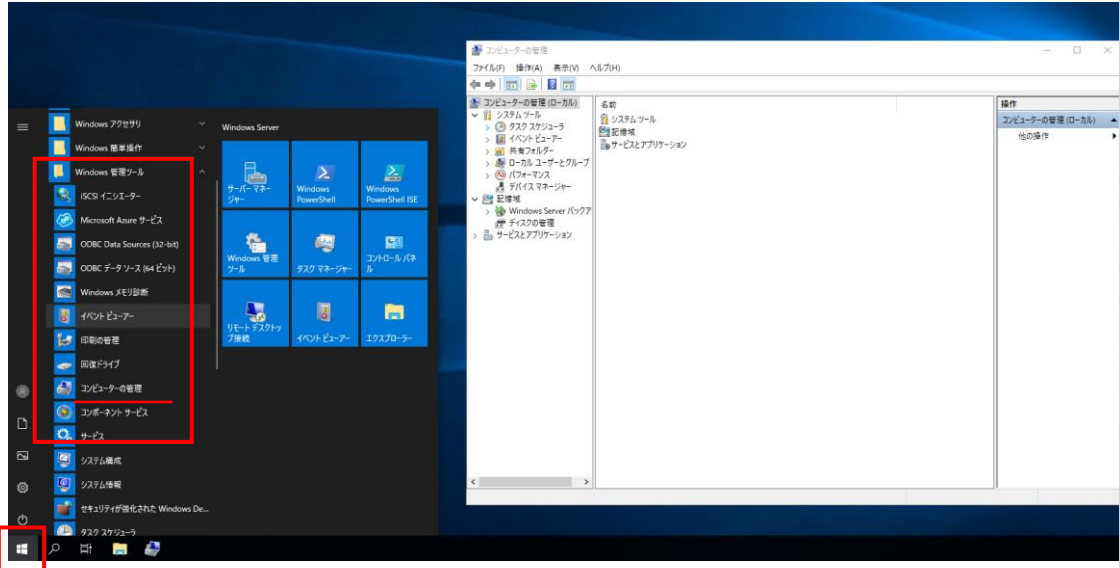 Windows アクセサリ
Windows 簡単操作
Windows 管理ツール
iSCSI イニシエーター
Microsoft Azure サービス
ODBC Data Sources (32-bit)
ODBC データ ソース (64 ビット)
Windows メモリ診断
イベント ビューアー
印刷の管理
回復ドライブ
コンピューターの管理
コンポーネント サービス
サービス
システム構成
システム情報
セキュリティが強化された Windows De...
タスク スケジューラ
Windows Server
サーバー マネー
ジャー
Windows
PowerShell
Windows
PowerShell ISE
Windows 管理
ツール
タスク マネージャー
コントロール パネ
ル
リモート デスクトッ
プ接続
イベント ビューアー
エクスプローラー
コンピューターの管理
ファイル(F) 操作(A) 表示(V) ヘルプ(H)
コンピューターの管理 (ローカル)
システム ツール
タスク スケジューラ
イベント ビューアー
共有フォルダー
ローカル ユーザーとグループ
パフォーマンス
デバイス マネージャー
記憶域
Windows Server バックア
ディスクの管理
サービスとアプリケーション
名前
システム ツール
記憶域
サービスとアプリケーション
操作
コンピューターの管理 (ローカル)
他の操作